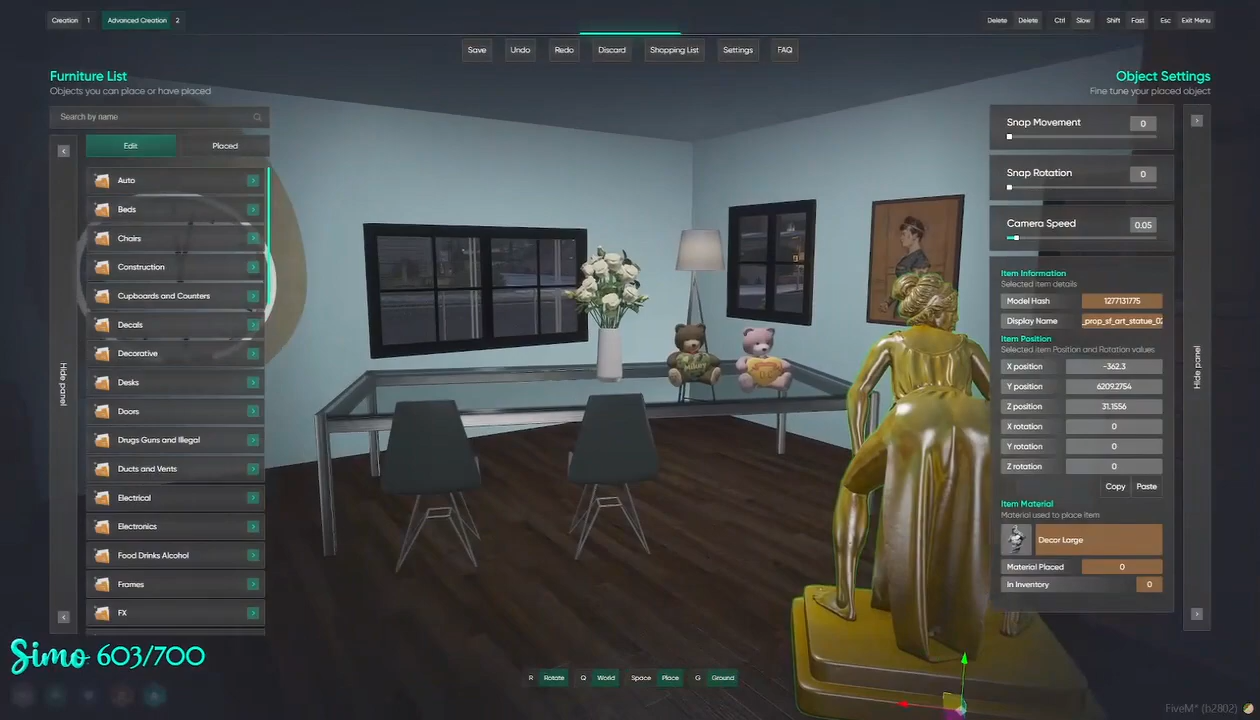 Creation 1 Advanced Creation 2
Delete Delete Ctrl Slow Shift Fast Esc Exit Menu
Save Undo Redo Discard Shopping List Settings FAQ
Furniture List
Objects you can place or have placed
Search by name
Edit Placed
Auto
Beds
Chairs
Construction
Cupboards and Counters
Decals
Decorative
Desks
Doors
Drugs Guns and Illegal
Ducts and Vents
Electrical
Electronics
Food Drinks Alcohol
Frames
FX
Hide panel
Object Settings
Fine tune your placed object
Snap Movement 0
Snap Rotation 0
Camera Speed 0.05
Item Information
Selected item details
Model Hash 1277131775
Display Name _prop_sf_art_statue_02
Item Position
Selected item Position and Rotation values
X position -362.3
Y position 6209.2754
Z position 31.1556
X rotation 0
Y rotation 0
Z rotation 0
Copy Paste
Item Material
Material used to place item
Decor Large
Material Placed 0
In Inventory 0
Hide panel
Simo 603/700
R Rotate Q World Space Place G Ground
FiveM* (b2802)